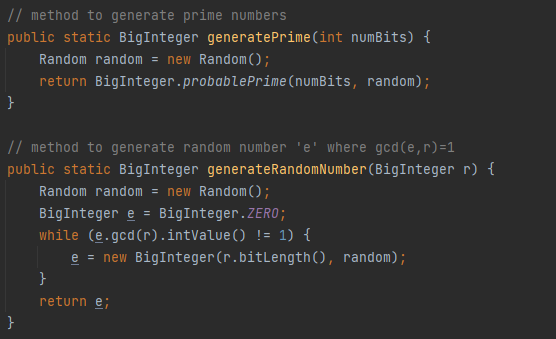 // method to generate prime numbers
public static BigInteger generatePrime(int numBits) {
    Random random = new Random();
    return BigInteger.probablePrime(numBits, random);
}

// method to generate random number 'e' where gcd(e,r)=1
public static BigInteger generateRandomNumber(BigInteger r) {
    Random random = new Random();
    BigInteger e = BigInteger.ZERO;
    while (e.gcd(r).intValue() != 1) {
        e = new BigInteger(r.bitLength(), random);
    }
    return e;
}